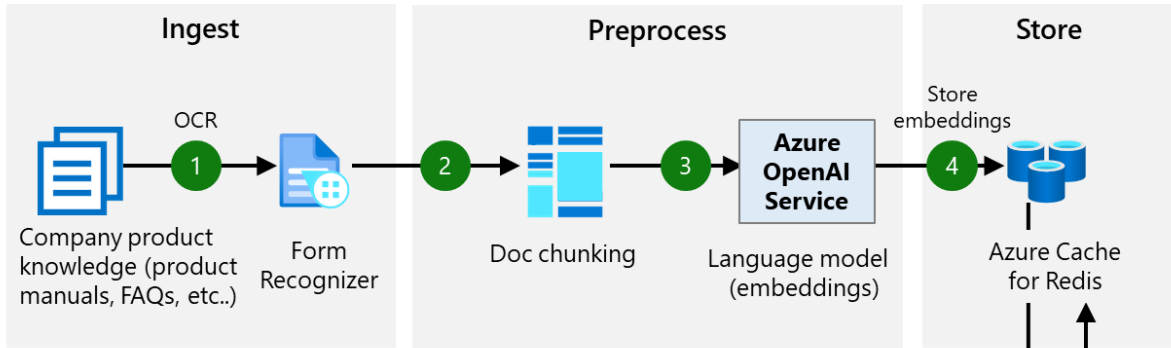 Ingest
Preprocess
Store
OCR
1
2
3
Store
embeddings
4
Azure
OpenAI
Service
Company product
knowledge (product
manuals, FAQs, etc..)
Form
Recognizer
Doc chunking
Language model
(embeddings)
Azure Cache
for Redis